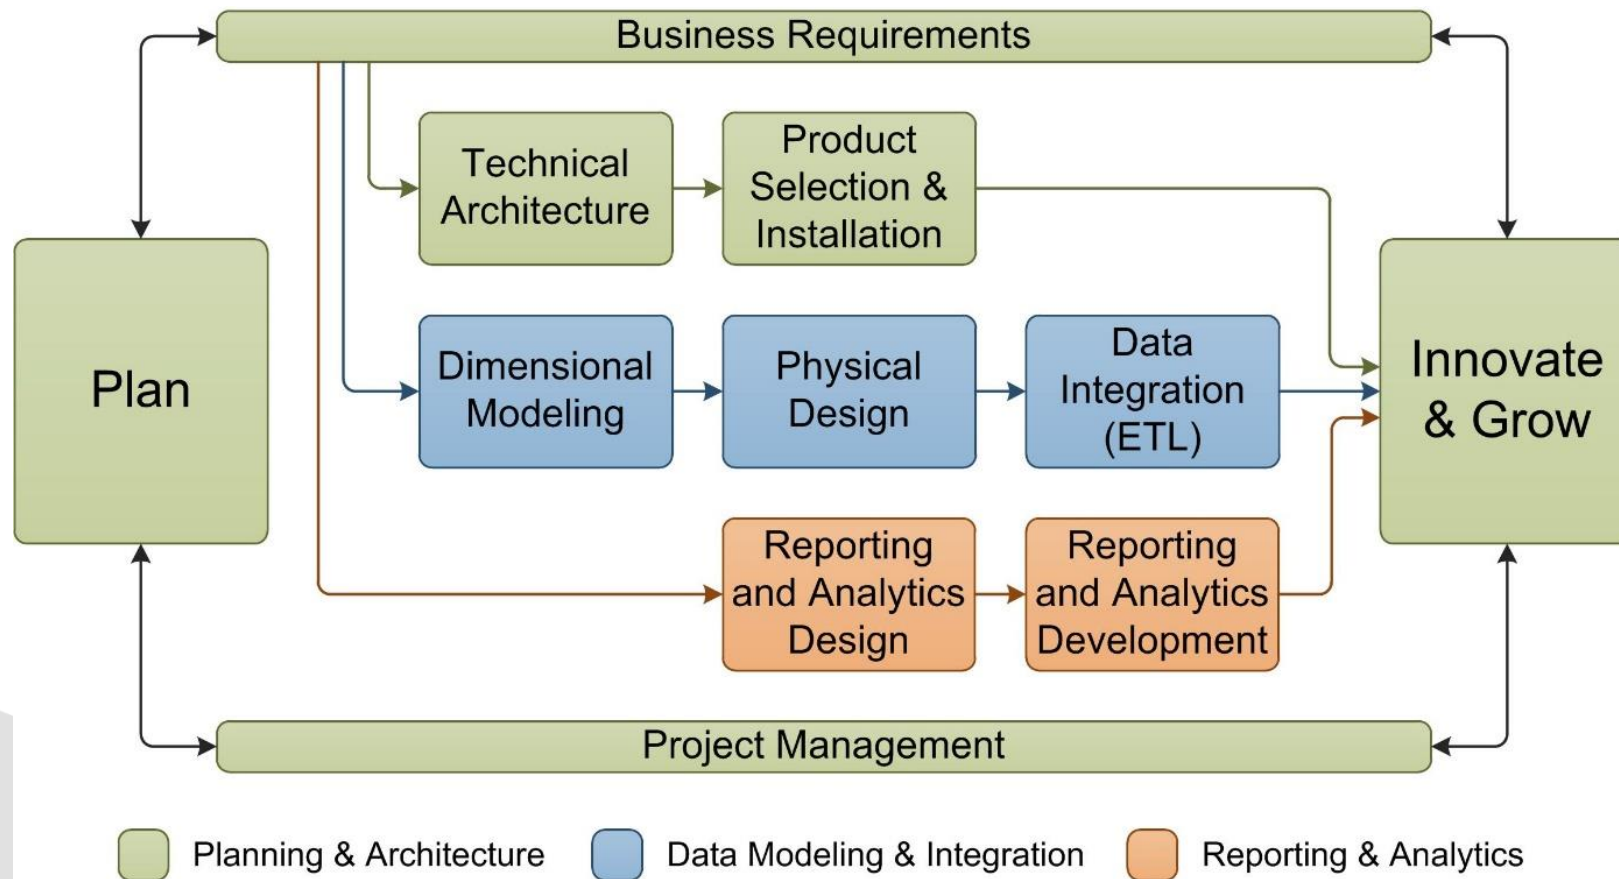 Business Requirements
Technical
Architecture
Product
Selection &
Installation
Plan
Dimensional
Modeling
Physical
Design
Data
Integration
(ETL)
Innovate
& Grow
Reporting
and Analytics
Design
Reporting
and Analytics
Development
Project Management
Planning & Architecture
Data Modeling & Integration
Reporting & Analytics